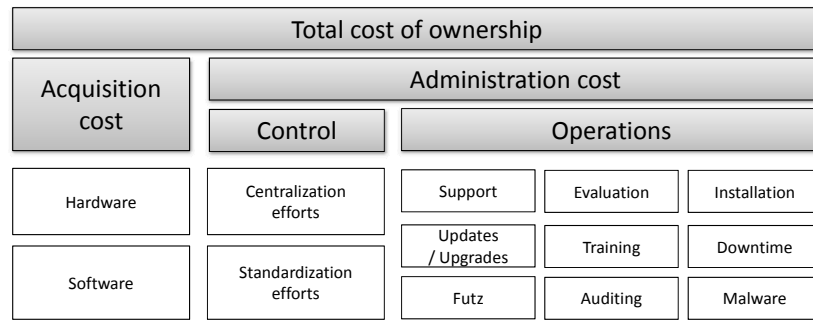 Total cost of ownership
Acquisition
cost
Administration cost
Control
Operations
Hardware
Software
Centralization
efforts
Standardization
efforts
Support
Evaluation
Installation
Updates
/ Upgrades
Training
Downtime
Futz
Auditing
Malware